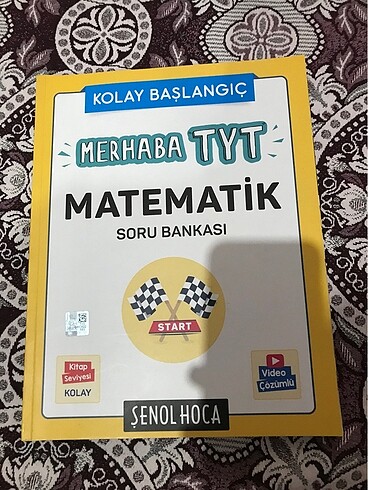 KOLAY BAŞLANGIÇ
MERHABA TYT
MATEMATİK
SORU BANKASI
START
Kitap
Seviyesi
KOLAY
Video
Çözümlü
ŞENOL HOCA